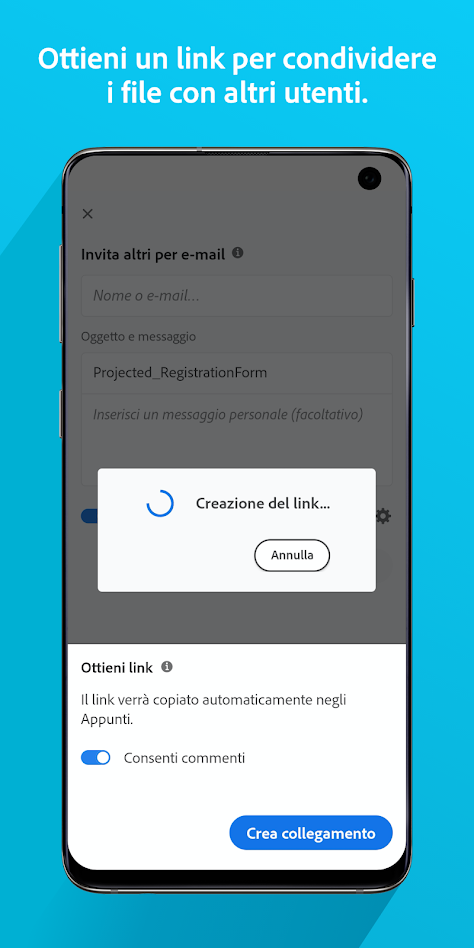 Ottieni un link per condividere
i file con altri utenti.
Invita altri per e-mail
Nome o e-mail...
Oggetto e messaggio
Projected_RegistrationForm
Inserisci un messaggio personale (facoltativo)
Creazione del link...
Annulla
Ottieni link
Il link verrà copiato automaticamente negli
Appunti.
Consenti commenti
Crea collegamento